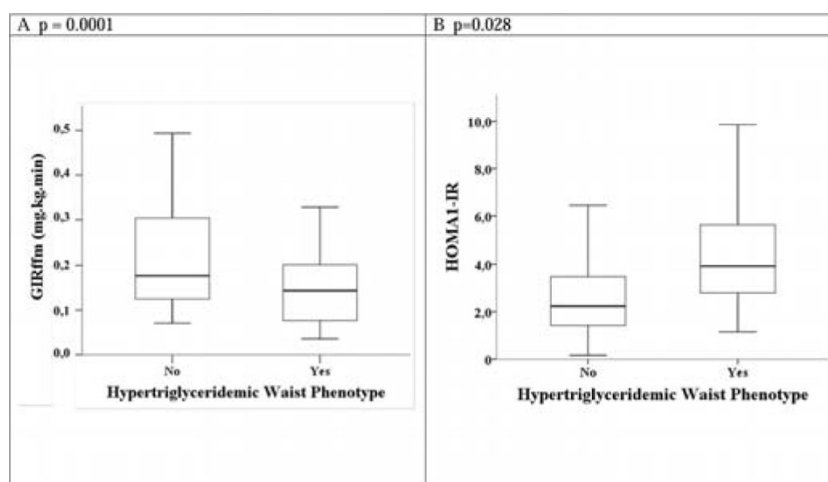 A p = 0.0001
B p=0.028
GIRffm (mg.kg.min)
0,5
0,4
0,3
0,2
0,1
0,0
No
Yes
Hypertriglyceridemic Waist Phenotype
HOMA1-IR
10,0
8,0
6,0
4,0
2,0
0
No
Yes
Hypertriglyceridemic Waist Phenotype